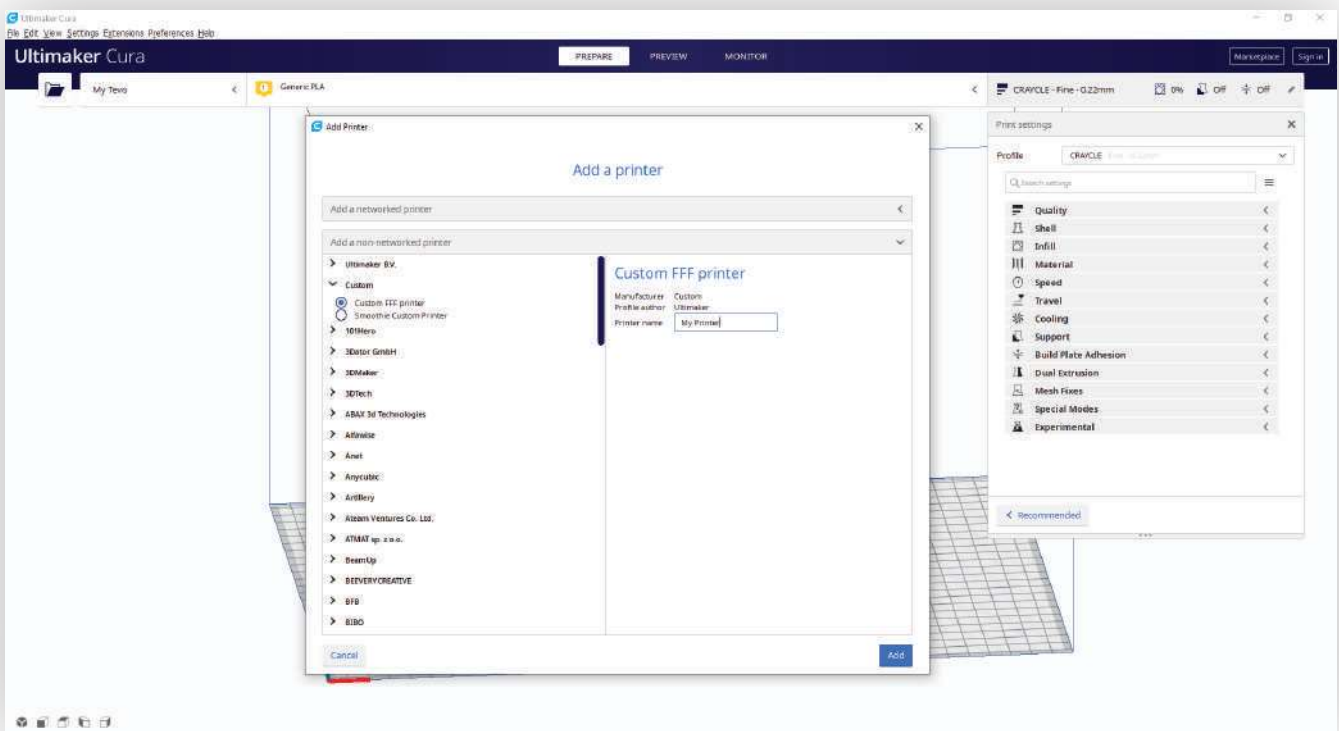 Ultimaker Cura
File Edit View Settings Extensions Preferences Help
Ultimaker Cura PREPARE PREVIEW MONITOR Marketplace Sign in
My Tevo Generic PLA CRAYCLE - Fine - 0.22mm 0% Off Off
Add Printer
Add a printer
Add a networked printer
Add a non-networked printer
Ultimaker B.V.
Custom
Custom FFF printer
Smoothie Custom Printer
101Hero
3Dator GmbH
3DMaker
3DTech
ABAX 3d Technologies
Alfawise
Anet
Anycubic
Artillery
Ateam Ventures Co. Ltd.
ATMAT sp. z o.o.
BeamUp
BEEVERYCREATIVE
BFB
BIBO
Custom FFF printer
Manufacturer Custom
Profile author Ultimaker
Printer name My Printer
Cancel Add
Print settings
Profile CRAYCLE
Search settings
Quality
Shell
Infill
Material
Speed
Travel
Cooling
Support
Build Plate Adhesion
Dual Extrusion
Mesh Fixes
Special Modes
Experimental
Recommended